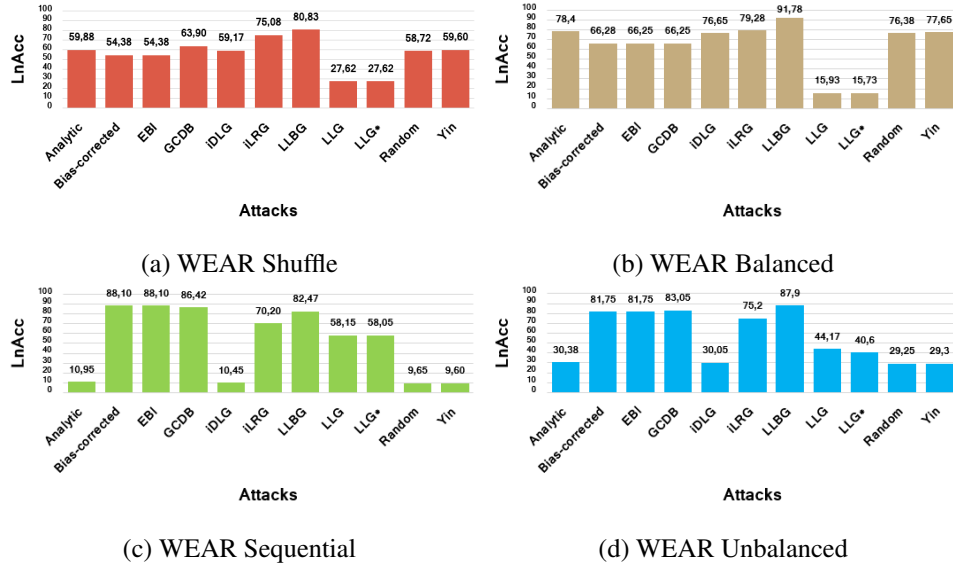 LnAcc
100
90
80
70
60
50
40
30
20
10
0
59,88 54,38 54,38 63,90 59,17 75,08 80,83 27,62 27,62 58,72 59,60
Analytic Bias-corrected EBI GCDB iDLG iLRG LLBG LLG LLG• Random Yin
Attacks
(a) WEAR Shuffle
LnAcc
100
90
80
70
60
50
40
30
20
10
0
78,4 66,28 66,25 66,25 76,65 79,28 91,78 15,93 15,73 76,38 77,65
Analytic Bias-corrected EBI GCDB iDLG iLRG LLBG LLG LLG• Random Yin
Attacks
(b) WEAR Balanced
LnAcc
100
90
80
70
60
50
40
30
20
10
0
10,95 88,10 88,10 86,42 10,45 70,20 82,47 58,15 58,05 9,65 9,60
Analytic Bias-corrected EBI GCDB iDLG iLRG LLBG LLG LLG• Random Yin
Attacks
(c) WEAR Sequential
LnAcc
100
90
80
70
60
50
40
30
20
10
0
30,38 81,75 81,75 83,05 30,05 75,2 87,9 44,17 40,6 29,25 29,3
Analytic Bias-corrected EBI GCDB iDLG iLRG LLBG LLG LLG• Random Yin
Attacks
(d) WEAR Unbalanced